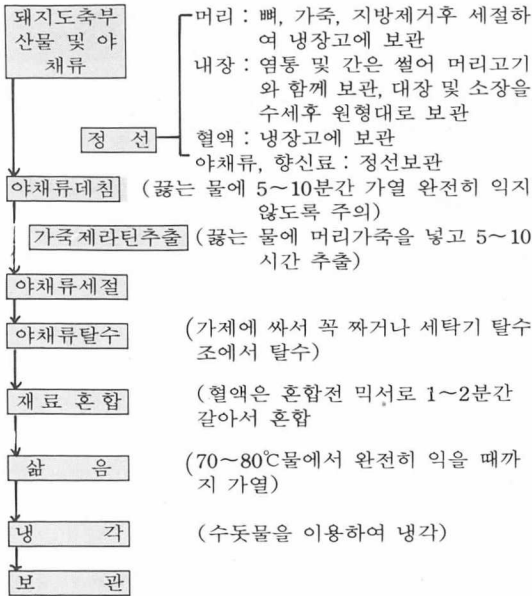 돼지도축부
산물 및 야
채류
머리 : 뼈, 가죽, 지방제거후 세절하
여 냉장고에 보관
내장 : 염통 및 간은 썰어 머리고기
와 함께 보관, 대장 및 소장을
수세후 원형대로 보관
정 선
혈액 : 냉장고에 보관
야채류, 향신료 : 정선보관
야채류데침 (끓는 물에 5~10분간 가열 완전히 익지
않도록 주의)
가죽제라틴추출 (끓는 물에 머리가죽을 넣고 5~10
시간 추출)
야채류세절
야채류탈수 (가제에 싸서 꼭 짜거나 세탁기 탈수
조에서 탈수)
재료혼합 (혈액은 혼합전 믹서로 1~2분간
갈아서 혼합
삶 음 (70~80℃물에서 완전히 익을 때까
지 가열)
냉 각 (수돗물을 이용하여 냉각)
보 관